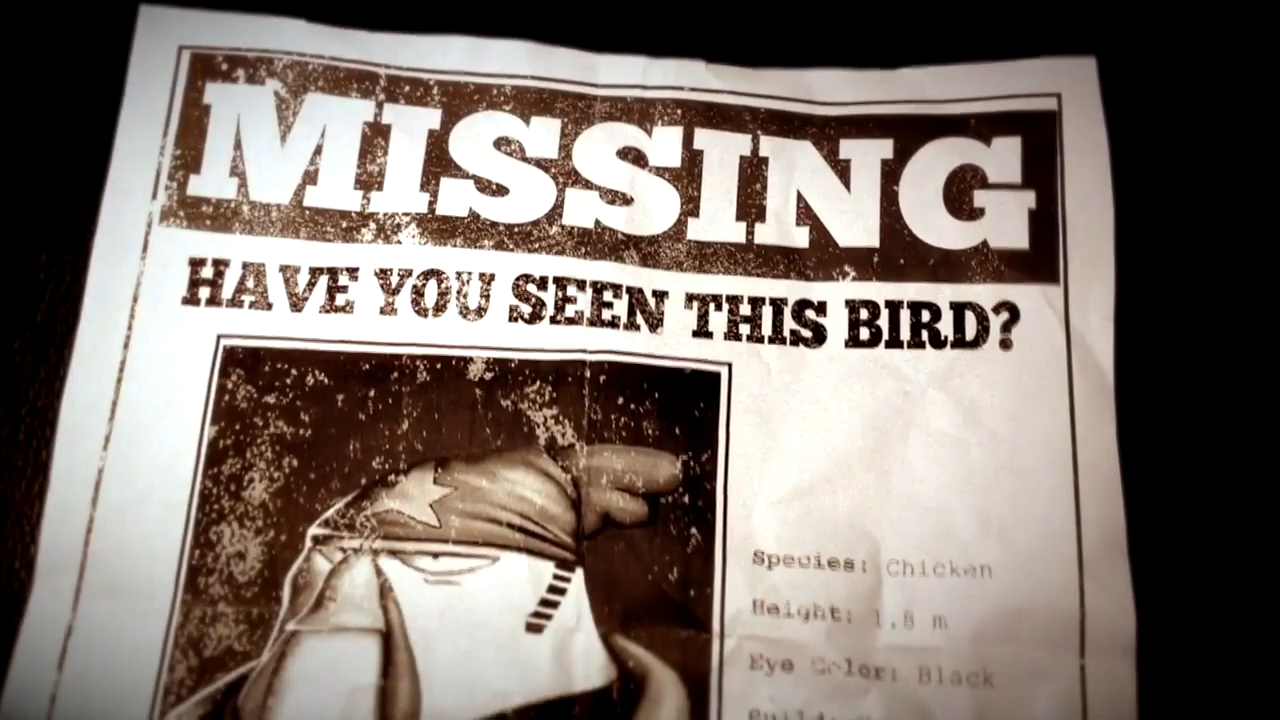 MISSING
HAVE YOU SEEN THIS BIRD?
Species: Chicken
Height: 1.8 m
Eye Color: Black